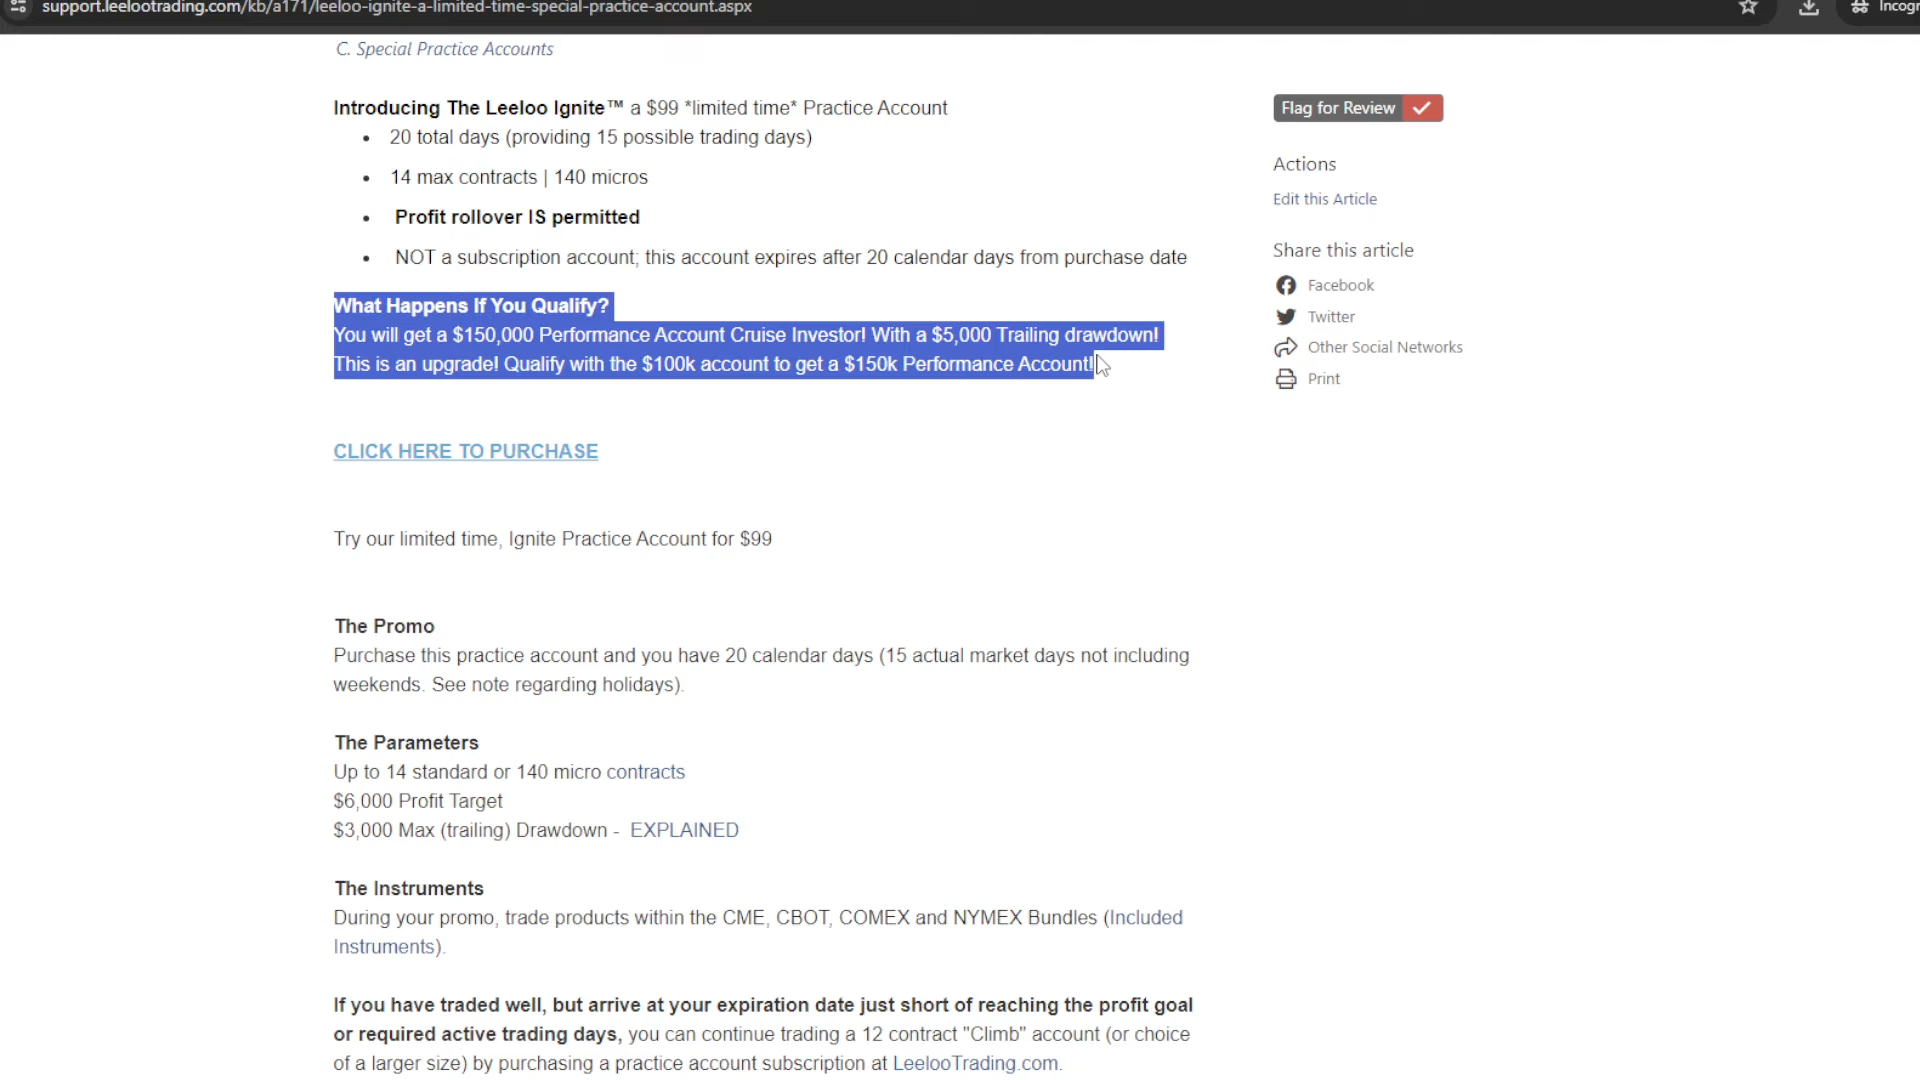 support.leelootrading.com/kb/a171/leeloo-ignite-a-limited-time-special-practice-account.aspx
Incogn
C. Special Practice Accounts
Introducing The Leeloo Ignite™ a $99 *limited time* Practice Account
• 20 total days (providing 15 possible trading days)
• 14 max contracts | 140 micros
• Profit rollover IS permitted
• NOT a subscription account; this account expires after 20 calendar days from purchase date
What Happens If You Qualify?
You will get a $150,000 Performance Account Cruise Investor! With a $5,000 Trailing drawdown!
This is an upgrade! Qualify with the $100k account to get a $150k Performance Account!
CLICK HERE TO PURCHASE
Try our limited time, Ignite Practice Account for $99
The Promo
Purchase this practice account and you have 20 calendar days (15 actual market days not including
weekends. See note regarding holidays).
The Parameters
Up to 14 standard or 140 micro contracts
$6,000 Profit Target
$3,000 Max (trailing) Drawdown - EXPLAINED
The Instruments
During your promo, trade products within the CME, CBOT, COMEX and NYMEX Bundles (Included
Instruments).
If you have traded well, but arrive at your expiration date just short of reaching the profit goal
or required active trading days, you can continue trading a 12 contract "Climb" account (or choice
of a larger size) by purchasing a practice account subscription at LeelooTrading.com.
Flag for Review
Actions
Edit this Article
Share this article
Facebook
Twitter
Other Social Networks
Print